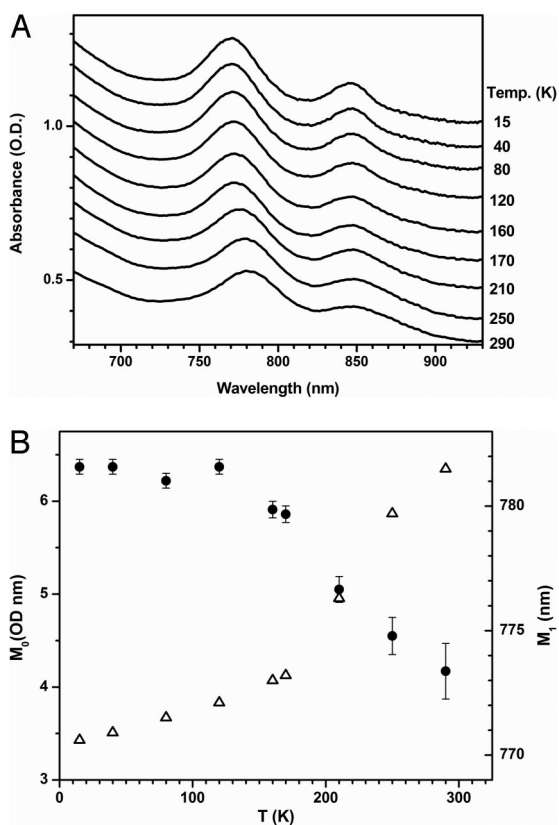 A
Absorbance (O.D.)
1.0
0.5
Temp. (K)
15
40
80
120
160
170
210
250
290
700 750 800 850 900
Wavelength (nm)
B
M0(OD nm)
6
5
4
3
780
775
770
M1 (nm)
0 100 200 300
T (K)